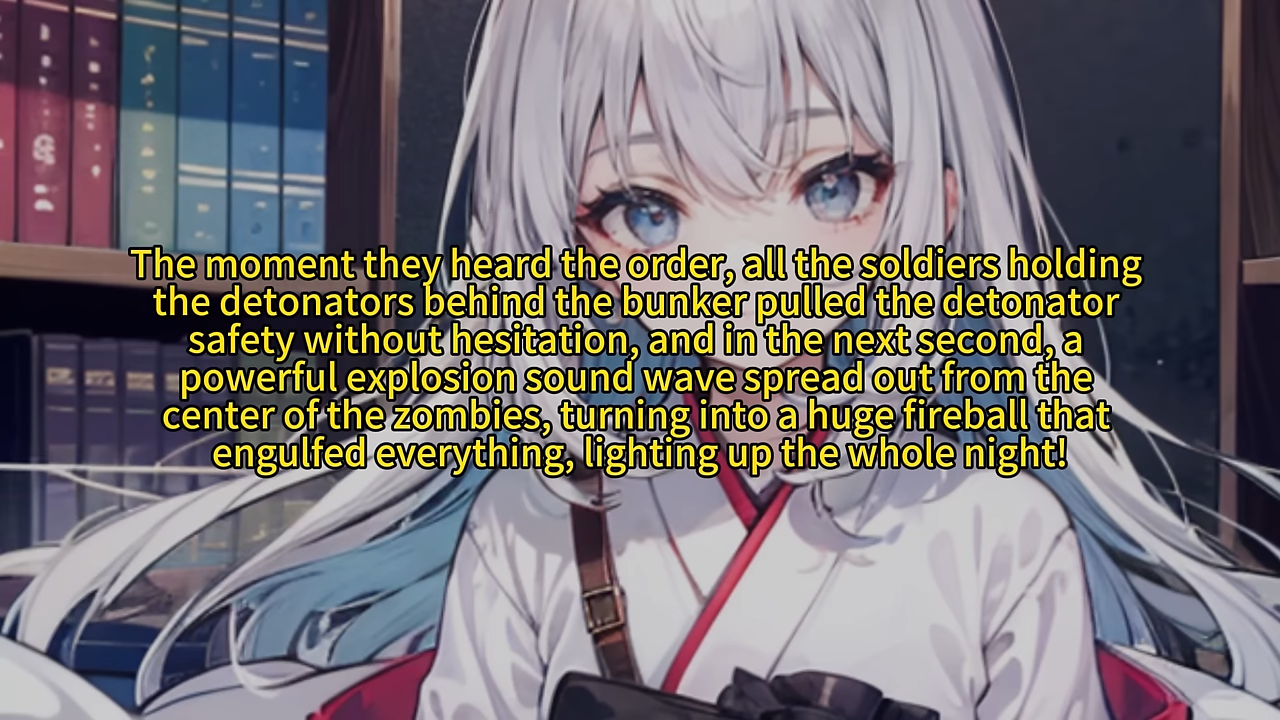 The moment they heard the order, all the soldiers holding
the detonators behind the bunker pulled the detonator
safety without hesitation, and in the next second, a
powerful explosion sound wave spread out from the
center of the zombies, turning into a huge fireball that
engulfed everything, lighting up the whole night!